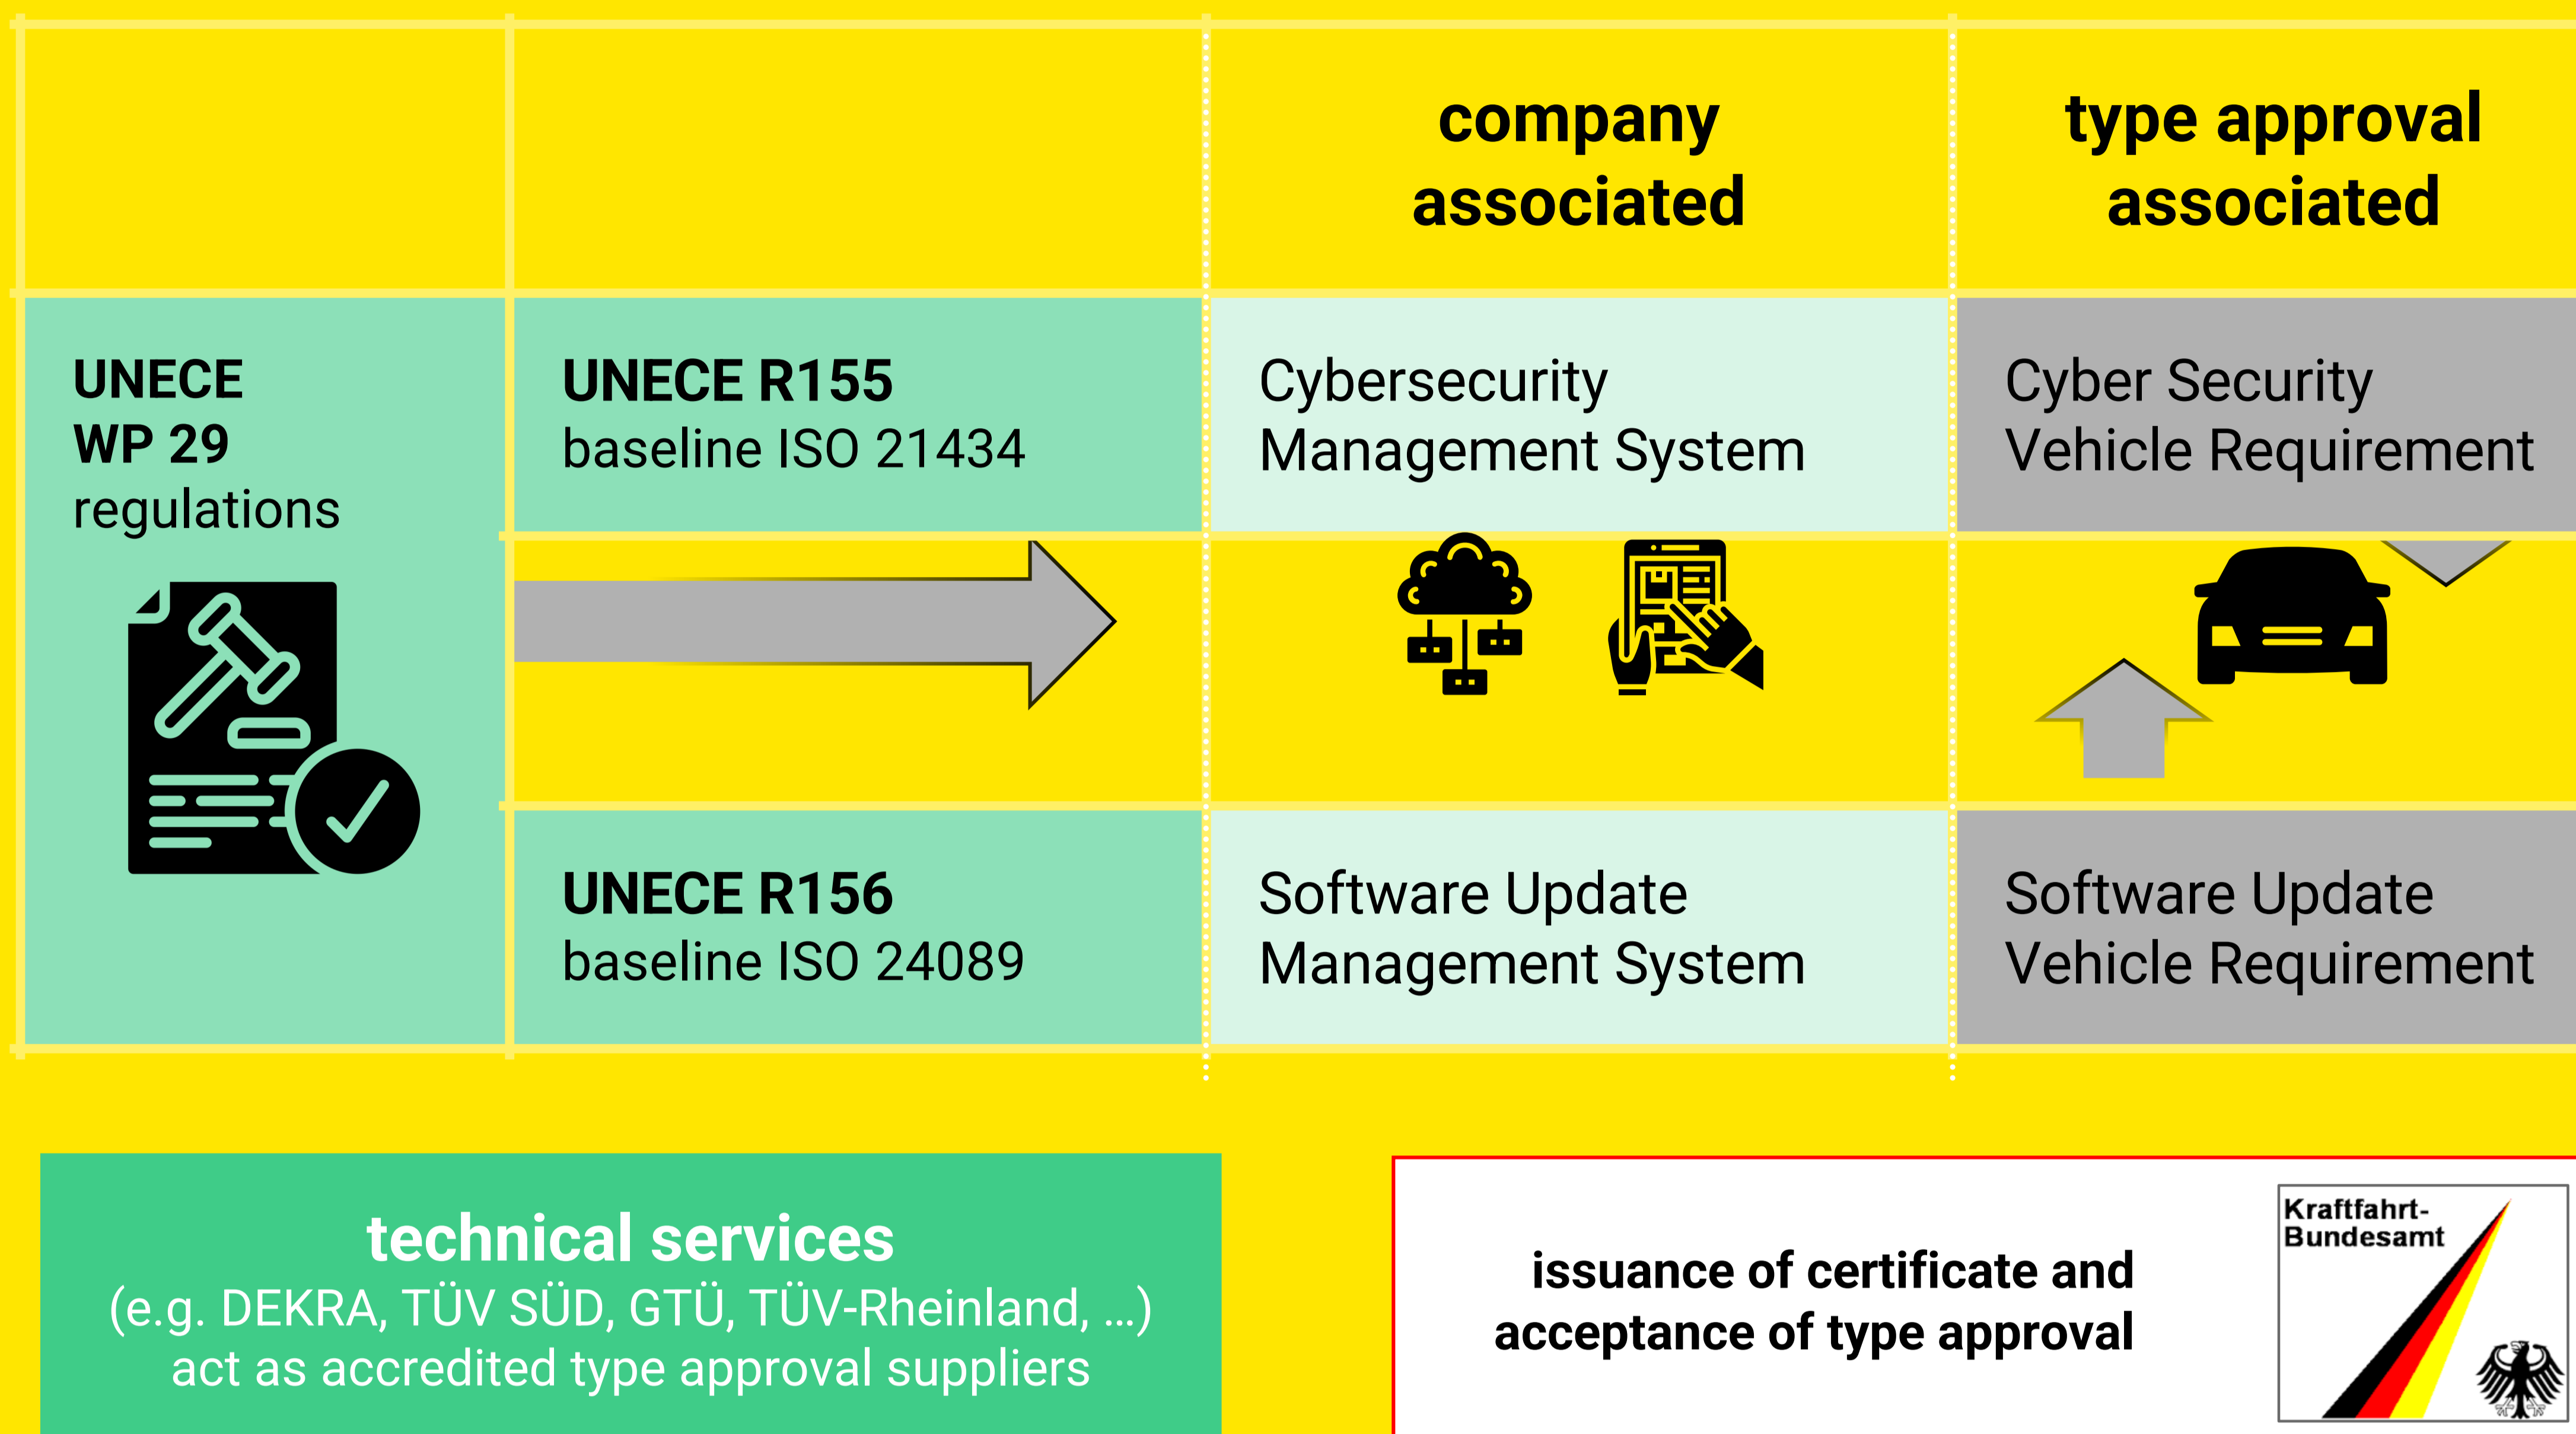 company
associated
type approval
associated
UNECE
WP 29
regulations
UNECE R155
baseline ISO 21434
Cybersecurity
Management System
Cyber Security
Vehicle Requirement
UNECE R156
baseline ISO 24089
Software Update
Management System
Software Update
Vehicle Requirement
technical services
(e.g. DEKRA, TÜV SÜD, GTÜ, TÜV-Rheinland, ...)
act as accredited type approval suppliers
issuance of certificate and
acceptance of type approval
Kraftfahrt-
Bundesamt